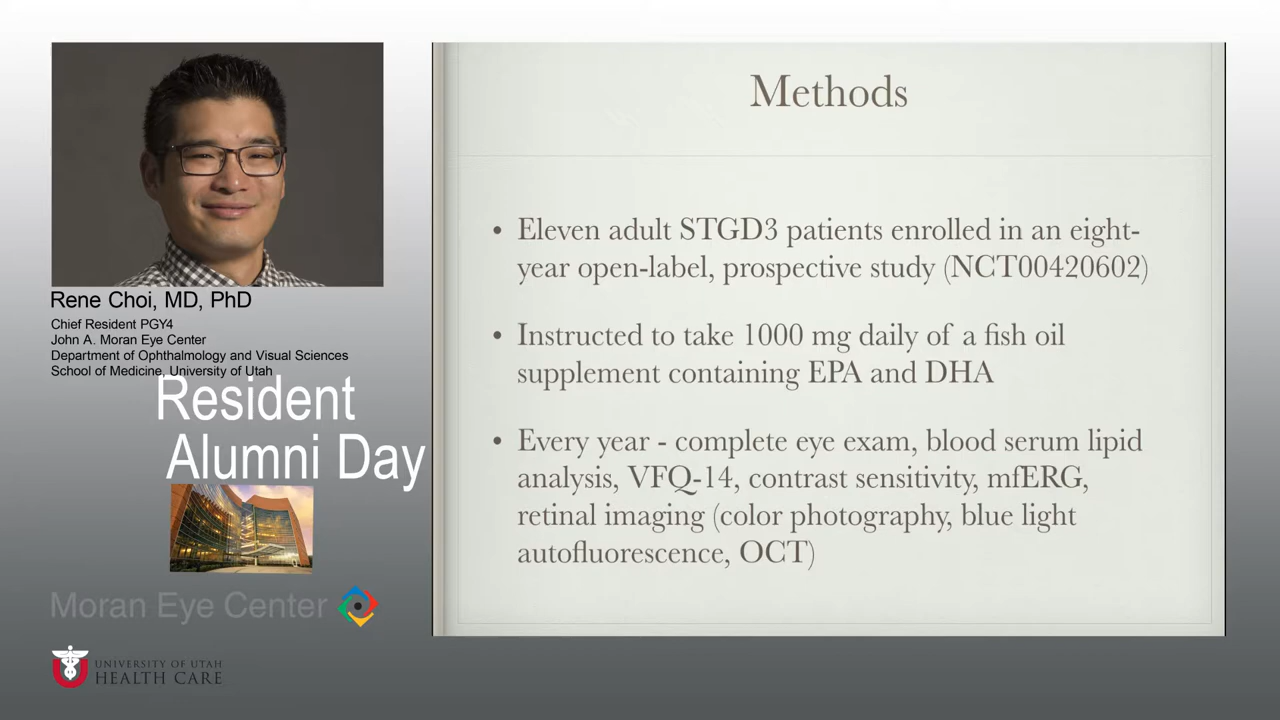 Rene Choi, MD, PhD
Chief Resident PGY4
John A. Moran Eye Center
Department of Ophthalmology and Visual Sciences
School of Medicine, University of Utah
Resident
Alumni Day
Moran Eye Center
UNIVERSITY OF UTAH
HEALTH CARE
Methods
• Eleven adult STGD3 patients enrolled in an eight-
year open-label, prospective study (NCT00420602)
• Instructed to take 1000 mg daily of a fish oil
supplement containing EPA and DHA
• Every year - complete eye exam, blood serum lipid
analysis, VFQ-14, contrast sensitivity, mfERG,
retinal imaging (color photography, blue light
autofluorescence, OCT)